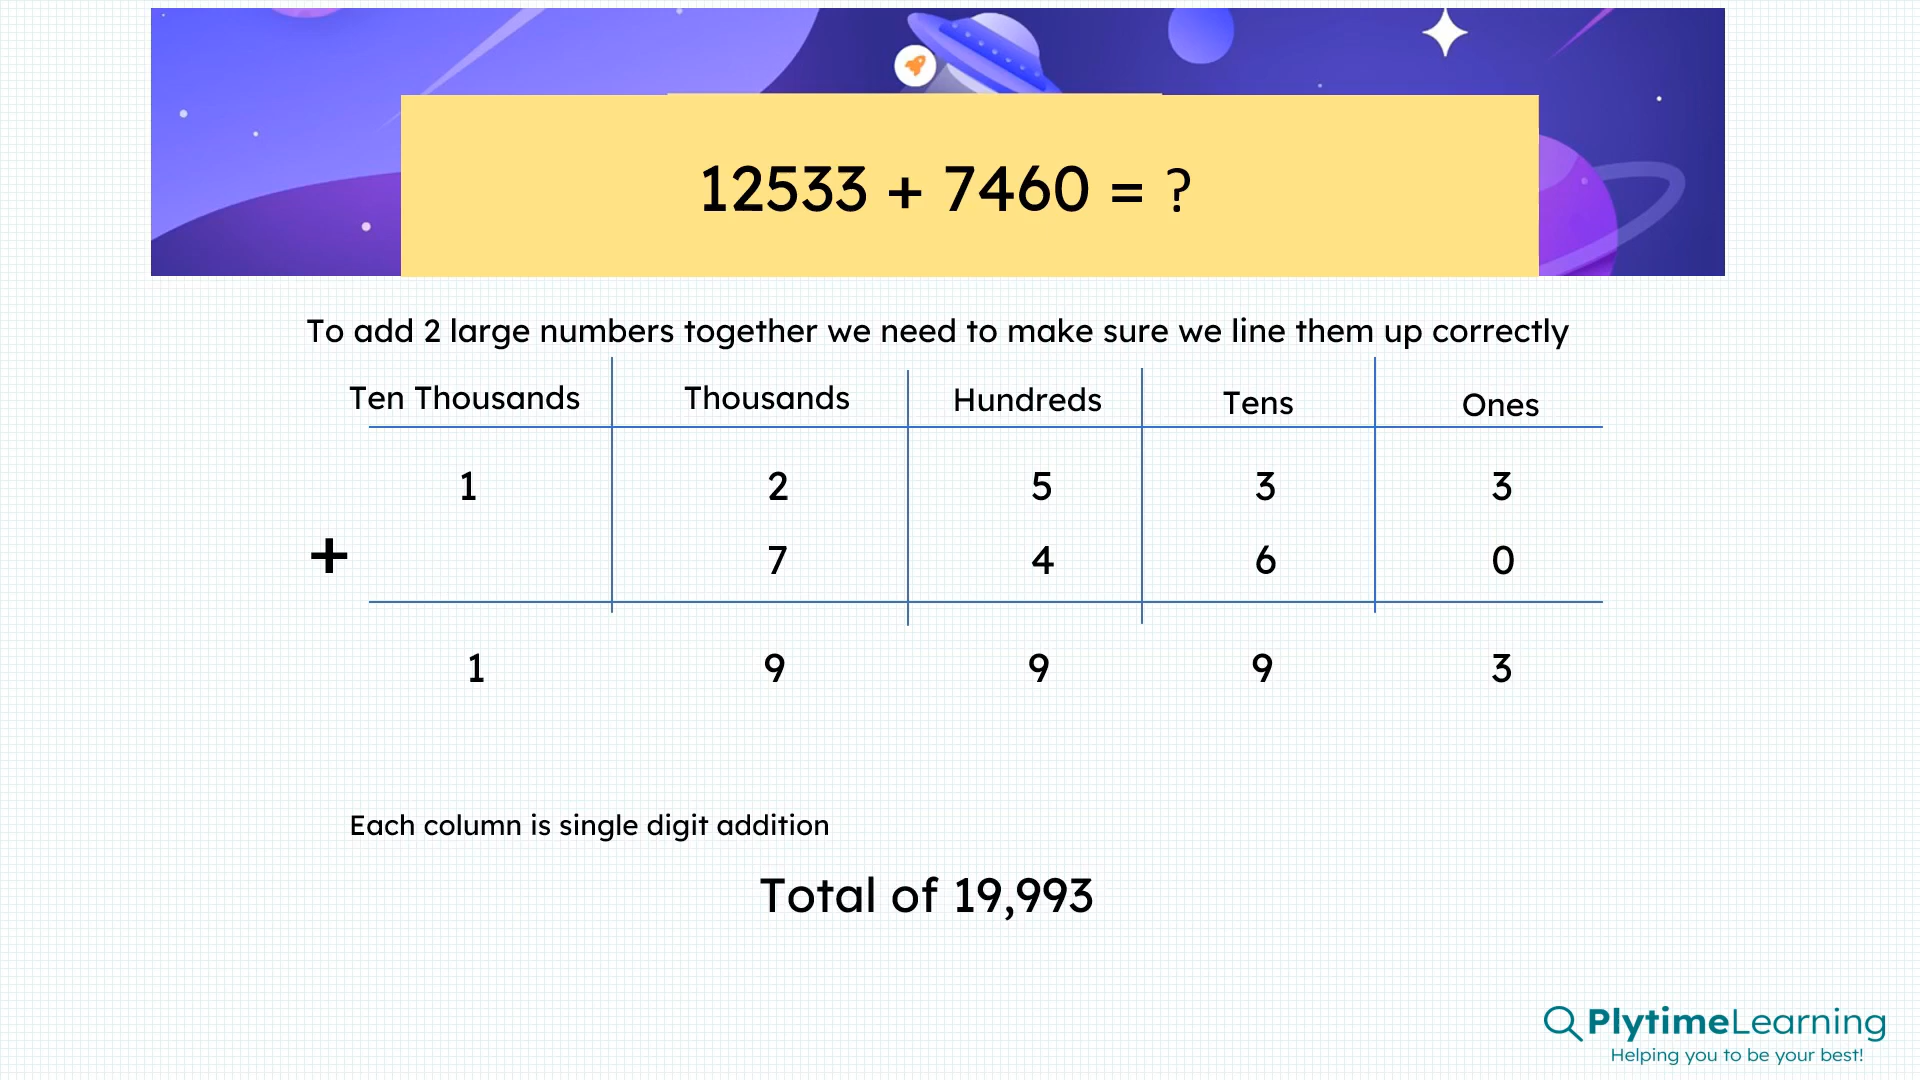 12533 + 7460 = ?
To add 2 large numbers together we need to make sure we line them up correctly
Ten Thousands Thousands Hundreds Tens Ones
1 2 5 3 3
+ 7 4 6 0
1 9 9 9 3
Each column is single digit addition
Total of 19,993
PlytimeLearning
Helping you to be your best!